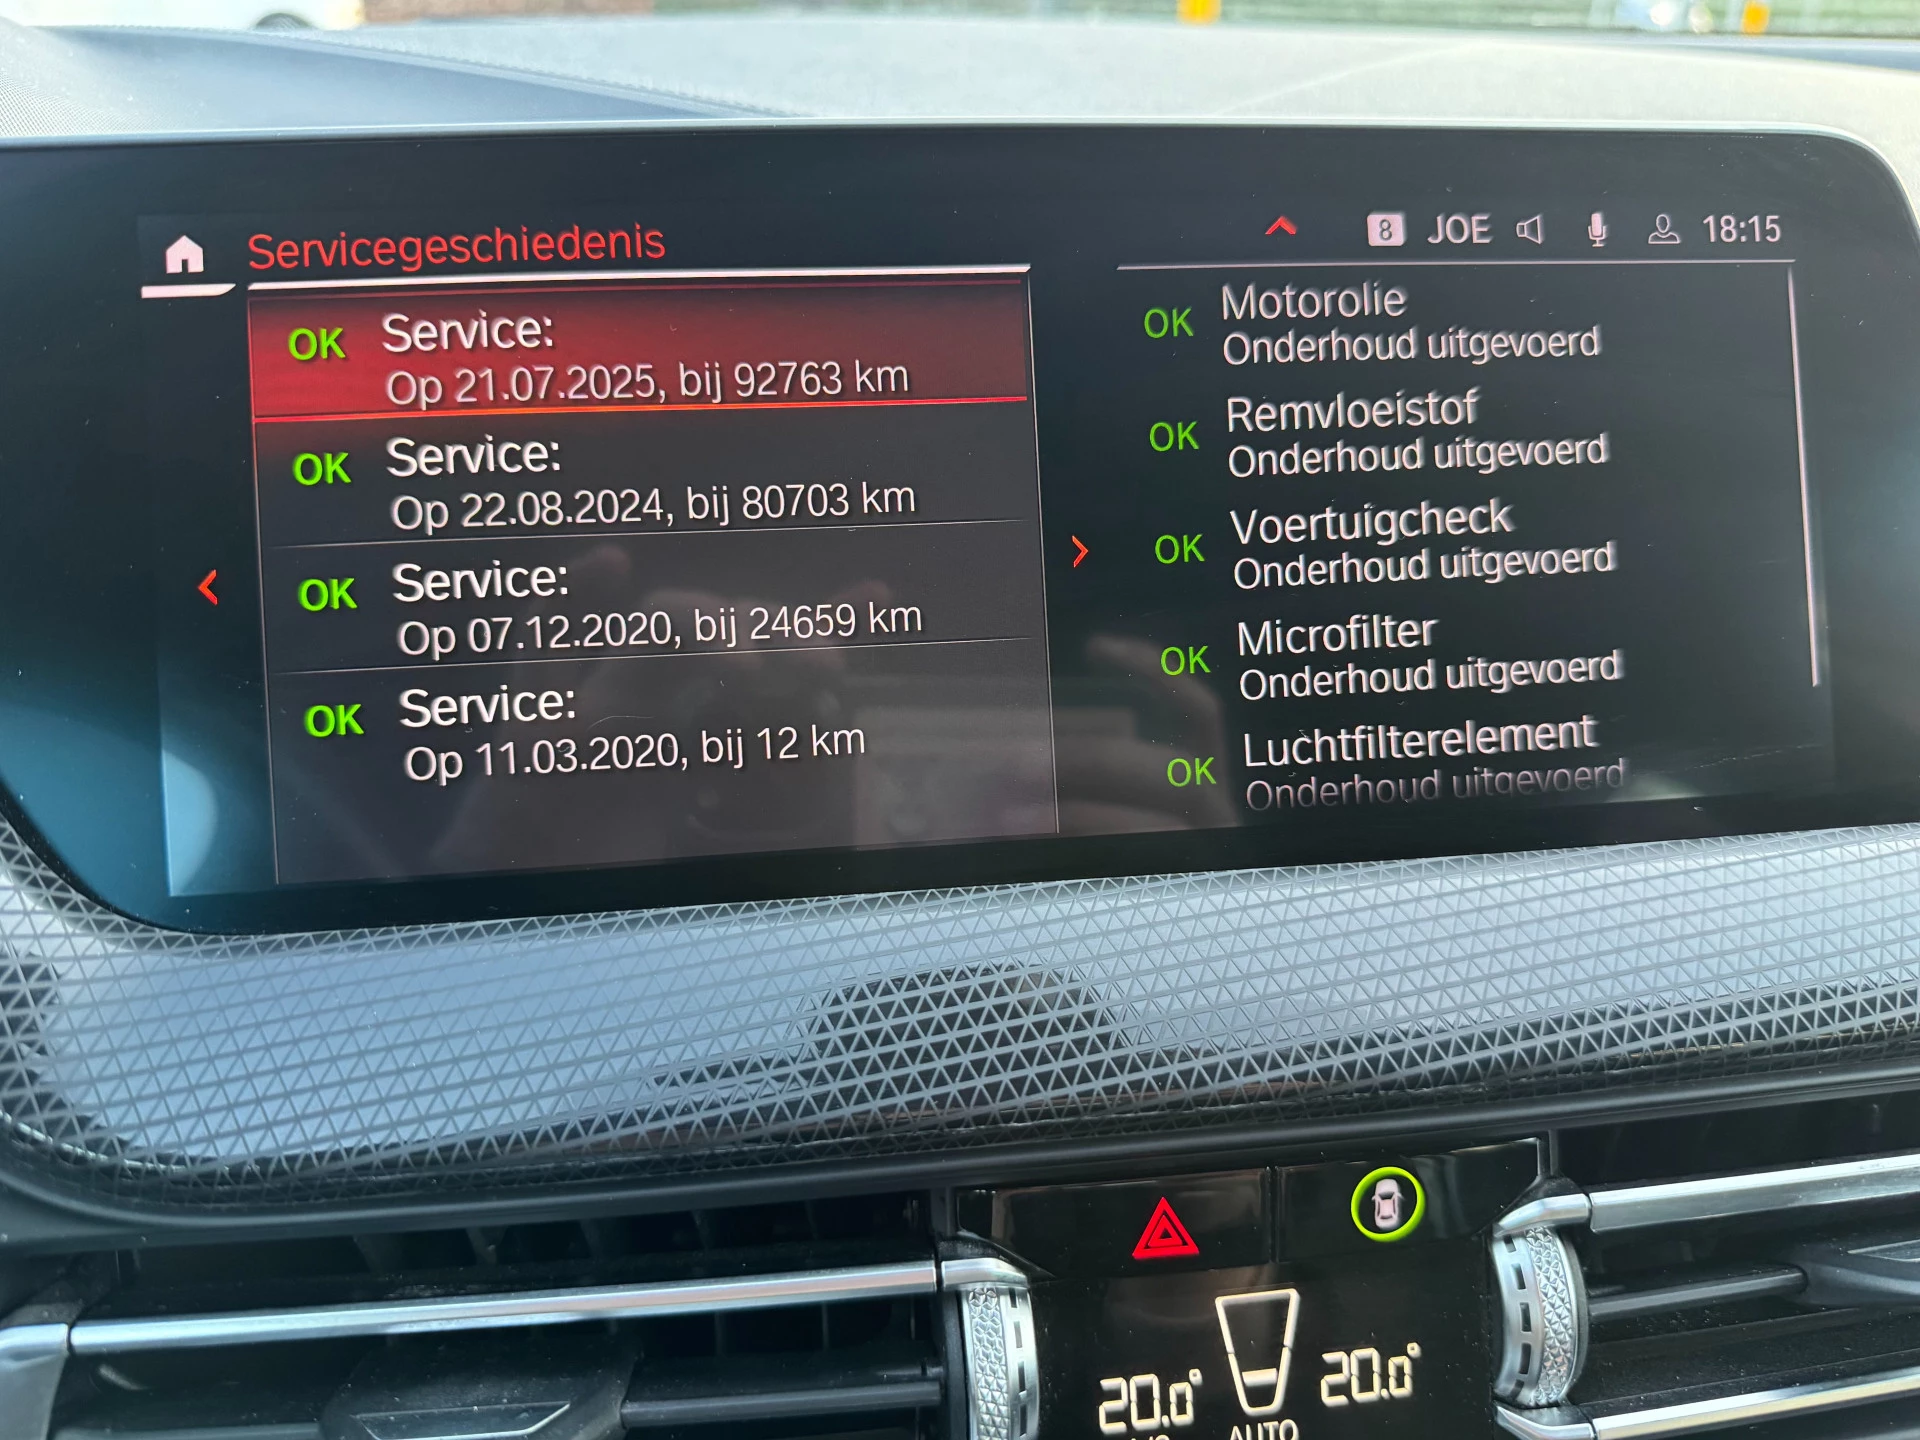 Servicegeschiedenis
8 JOE 18:15
OK Service:
Op 21.07.2025, bij 92763 km
OK Service:
Op 22.08.2024, bij 80703 km
OK Service:
Op 07.12.2020, bij 24659 km
OK Service:
Op 11.03.2020, bij 12 km
OK Motorolie
Onderhoud uitgevoerd
OK Remvloeistof
Onderhoud uitgevoerd
OK Voertuigcheck
Onderhoud uitgevoerd
OK Microfilter
Onderhoud uitgevoerd
OK Luchtfilterelement
Onderhoud uitgevoerd
20.0° 20.0°
AUTO